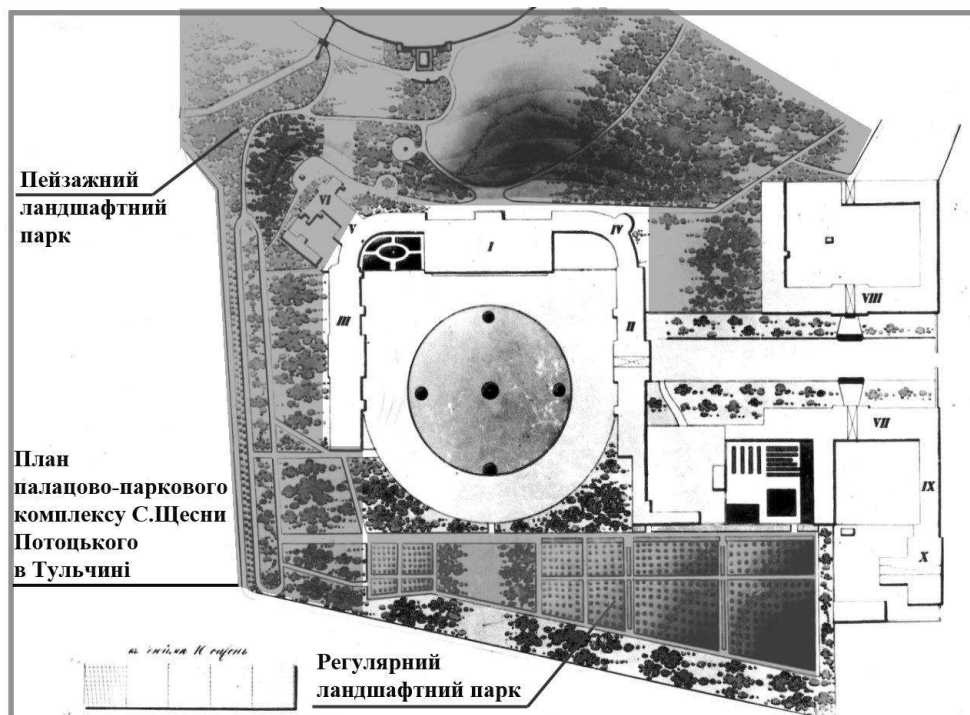 Пейзажний
ландшафтний
парк
VI
V
I
IV
III
II
VIII
VII
IX
X
План
палацово-паркового
комплексу С.Щесни
Потоцького
в Тульчині
Регулярний
ландшафтний парк